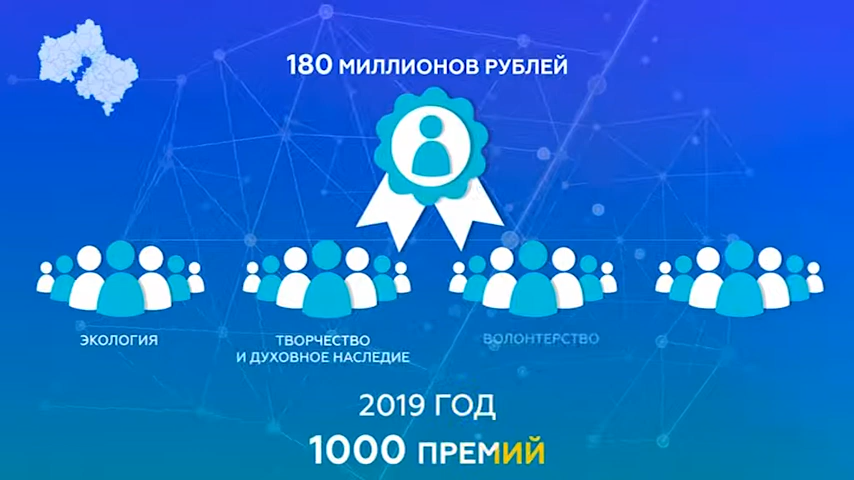 180 МИЛЛИОНОВ РУБЛЕЙ
ЭКОЛОГИЯ
ТВОРЧЕСТВО
И ДУХОВНОЕ НАСЛЕДИЕ
ВОЛОНТЕРСТВО
2019 ГОД
1000 ПРЕМИЙ